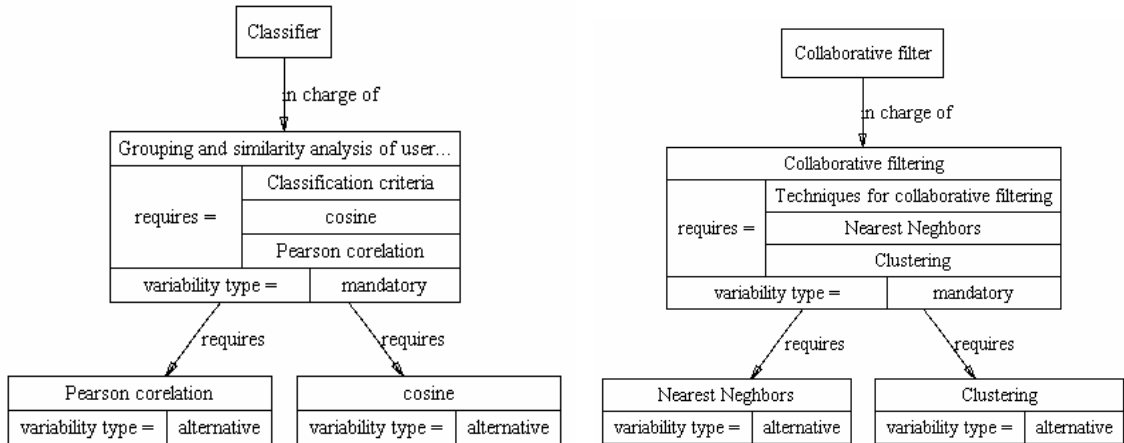 Classifier
in charge of
Grouping and similarity analysis of user...
requires =
Classification criteria
cosine
Pearson corelation
variability type =
mandatory
requires
requires
Pearson corelation
variability type =
alternative
cosine
variability type =
alternative
Collaborative filter
in charge of
Collaborative filtering
requires =
Techniques for collaborative filtering
Nearest Neghbors
Clustering
variability type =
mandatory
requires
requires
Nearest Neghbors
variability type =
alternative
Clustering
variability type =
alternative